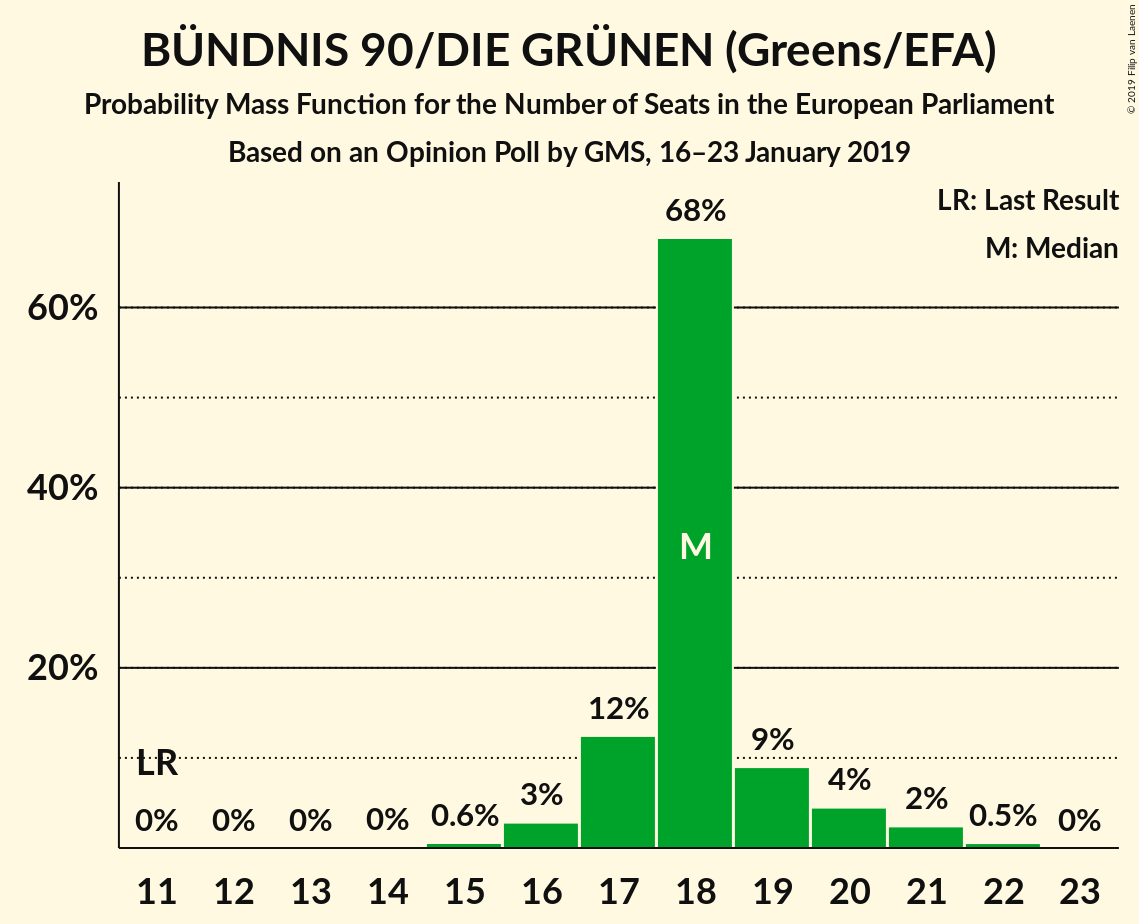 BÜNDNIS 90/DIE GRÜNEN (Greens/EFA)
Probability Mass Function for the Number of Seats in the European Parliament
Based on an Opinion Poll by GMS, 16–23 January 2019
© 2019 Filip van Laenen
LR: Last Result
M: Median
68%
60%
40%
M
20%
12%
9%
LR
4%
3%
2%
0% 0% 0% 0% 0.6% 0.5% 0%
11 12 13 14 15 16 17 18 19 20 21 22 23